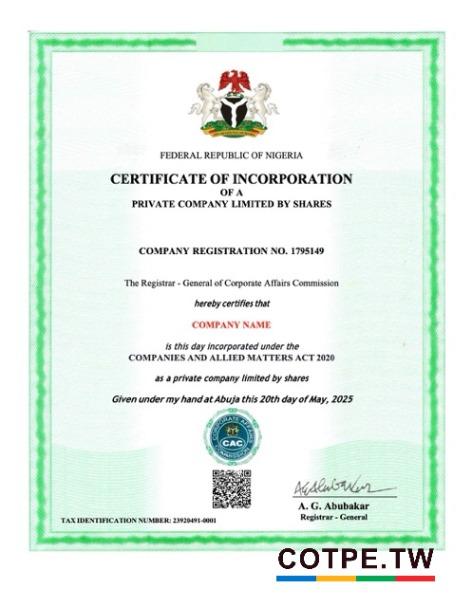 FEDERAL REPUBLIC OF NIGERIA
CERTIFICATE OF INCORPORATION
OF A
PRIVATE COMPANY LIMITED BY SHARES
COMPANY REGISTRATION NO. 1795149
The Registrar - General of Corporate Affairs Commission
hereby certifies that
COMPANY NAME
is this day incorporated under the
COMPANIES AND ALLIED MATTERS ACT 2020
as a private company limited by shares
Given under my hand at Abuja this 20th day of May, 2025
CORPORATE AFFAIRS
CAC
COMMISSION
A. G. Abubakar
Registrar - General
TAX IDENTIFICATION NUMBER: 23920491-0001
COTPE.TW